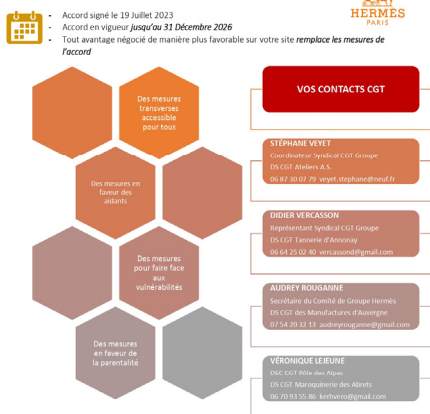 - Accord signé le 19 Juillet 2023
- Accord en vigueur jusqu'au 31 Décembre 2026
- Tout avantage négocié de manière plus favorable sur votre site remplace les mesures de
l'accord
HERMÈS
PARIS
Des mesures
transverses
accessible
pour tous
Des mesures en
faveur des
aidants
Des mesures
pour faire face
aux
vulnérabilités
Des mesures
en faveur de
la parentalité
VOS CONTACTS CGT
STÉPHANE VEYET
Coordinateur Syndical CGT Groupe
DS CGT Ateliers A.S.
06 87 30 07 79 veyet.stephane@neuf.fr
DIDIER VERCASSON
Représentant Syndical CGT Groupe
DS CGT Tannerie d'Annonay
06 64 25 02 40 vercassond@gmail.com
AUDREY ROUGANNE
Secrétaire du Comité de Groupe Hermès
DS CGT des Manufactures d'Auvergne
07 54 20 32 13 audreyrouganne@gmail.com
VÉRONIQUE LEJEUNE
DSC CGT Pôle des Alpes
DS CGT Maroquinerie des Abrets
06 70 93 55 86 kerhvero@gmail.com